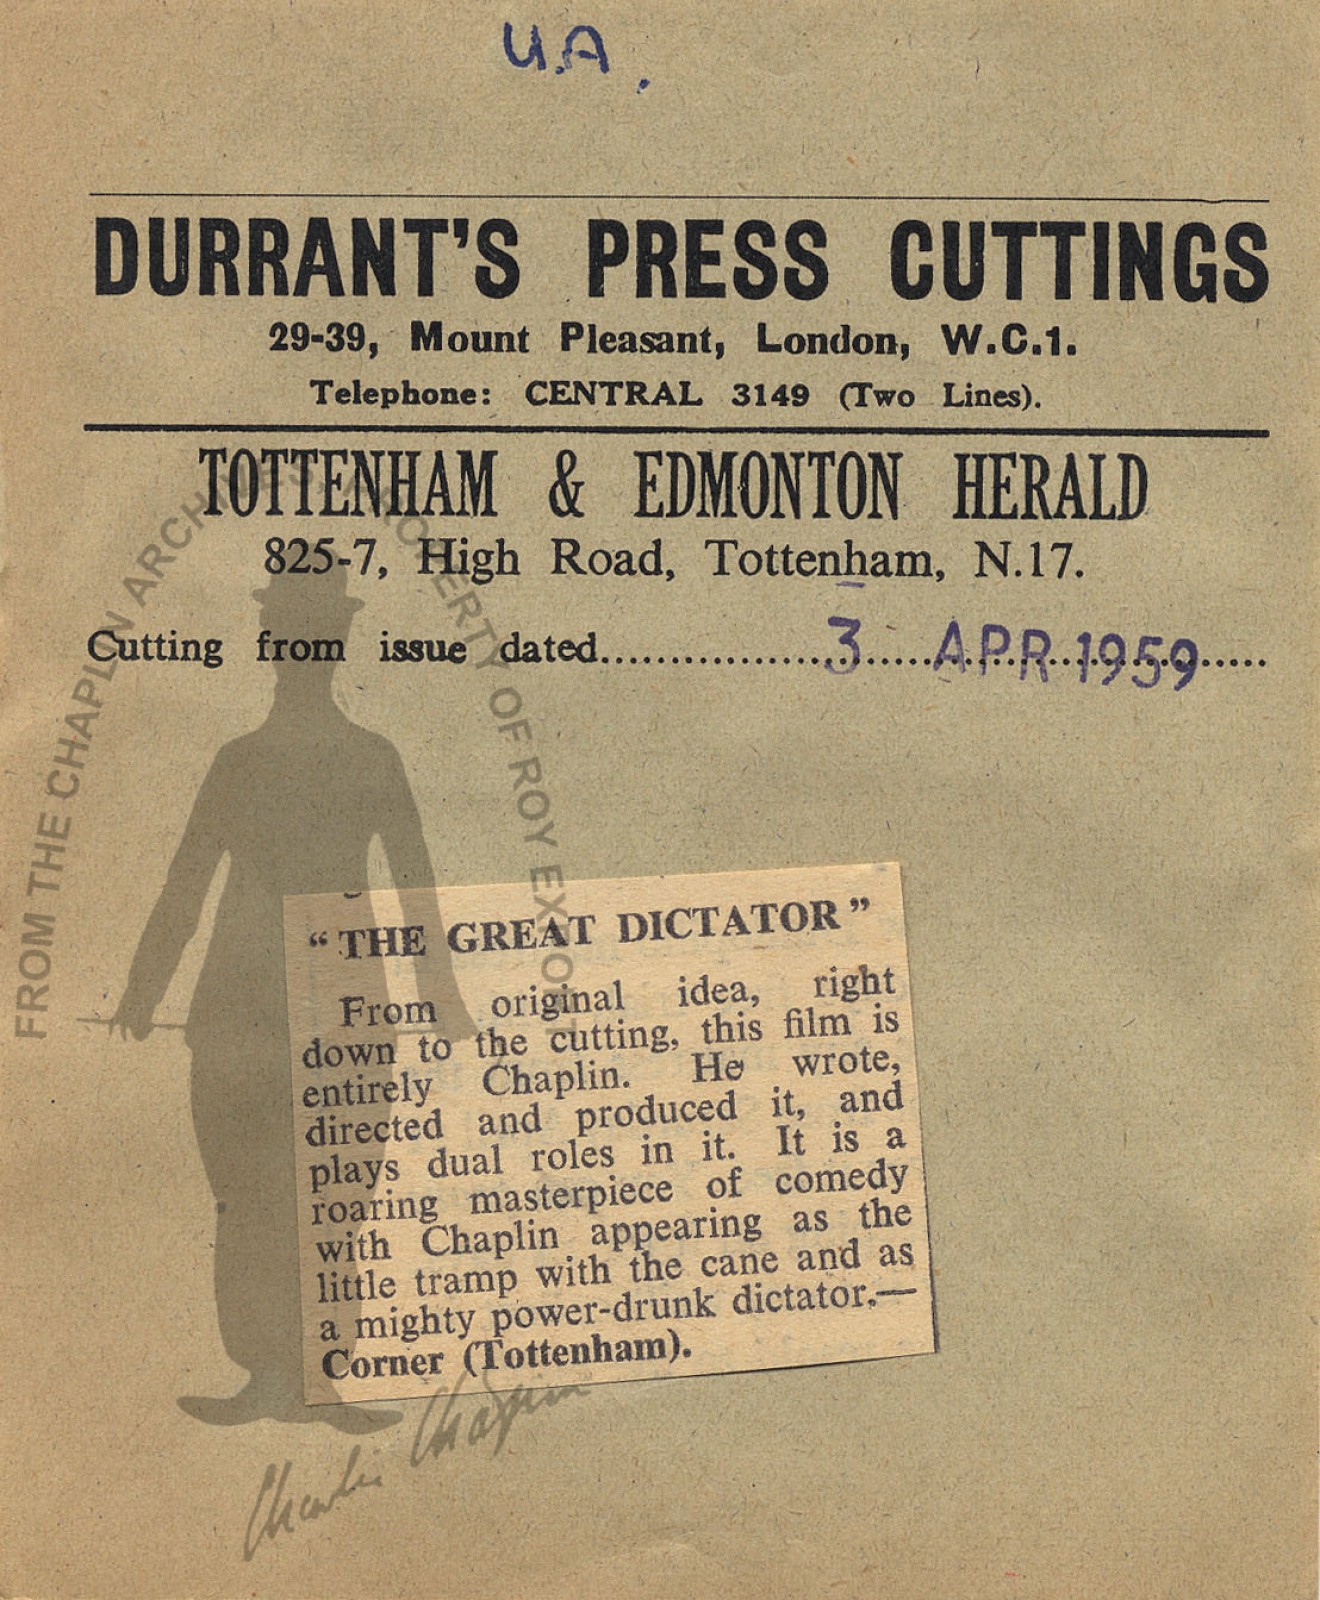 U.A.
DURRANT'S PRESS CUTTINGS
29-39, Mount Pleasant, London, W.C.1.
Telephone: CENTRAL 3149 (Two Lines).
TOTTENHAM & EDMONTON HERALD
825-7, High Road, Tottenham, N.17.
Cutting from issue dated 3 APR 1959
"THE GREAT DICTATOR"
From original idea, right
down to the cutting, this film is
entirely Chaplin. He wrote,
directed and produced it, and
plays dual roles in it. It is a
roaring masterpiece of comedy
with Chaplin appearing as the
little tramp with the cane and as
a mighty power-drunk dictator.—
Corner (Tottenham).
FROM THE CHAPLIN ARCHIVES PROPERTY OF ROY EXPORT
Charlie Chaplin